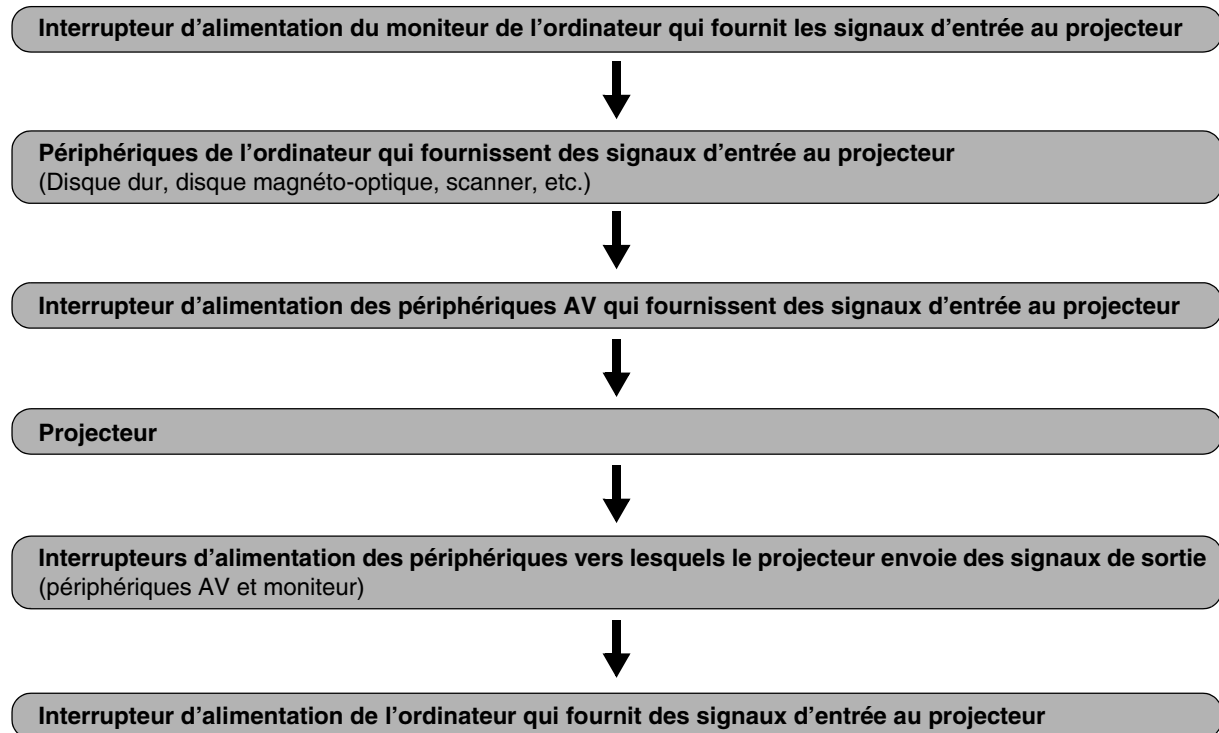 Interrupteur d’alimentation du moniteur de l’ordinateur qui fournit les signaux d’entrée au projecteur
Périphériques de l’ordinateur qui fournissent des signaux d’entrée au projecteur
(Disque dur, disque magnéto-optique, scanner, etc.)
Interrupteur d’alimentation des périphériques AV qui fournissent des signaux d’entrée au projecteur
Projecteur
Interrupteurs d’alimentation des périphériques vers lesquels le projecteur envoie des signaux de sortie
(périphériques AV et moniteur)
Interrupteur d’alimentation de l’ordinateur qui fournit des signaux d’entrée au projecteur